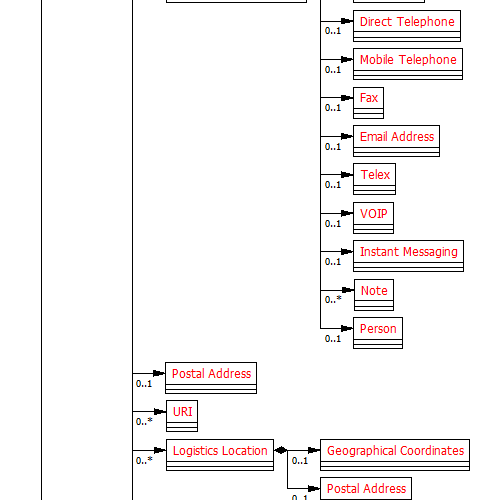 Direct Telephone
0..1
Mobile Telephone
0..1
Fax
0..1
Email Address
0..1
Telex
0..1
VOIP
0..1
Instant Messaging
0..1
Note
0..*
Person
0..1
Postal Address
0..1
URI
0..*
Logistics Location
0..*
Geographical Coordinates
0..1
Postal Address
0..1